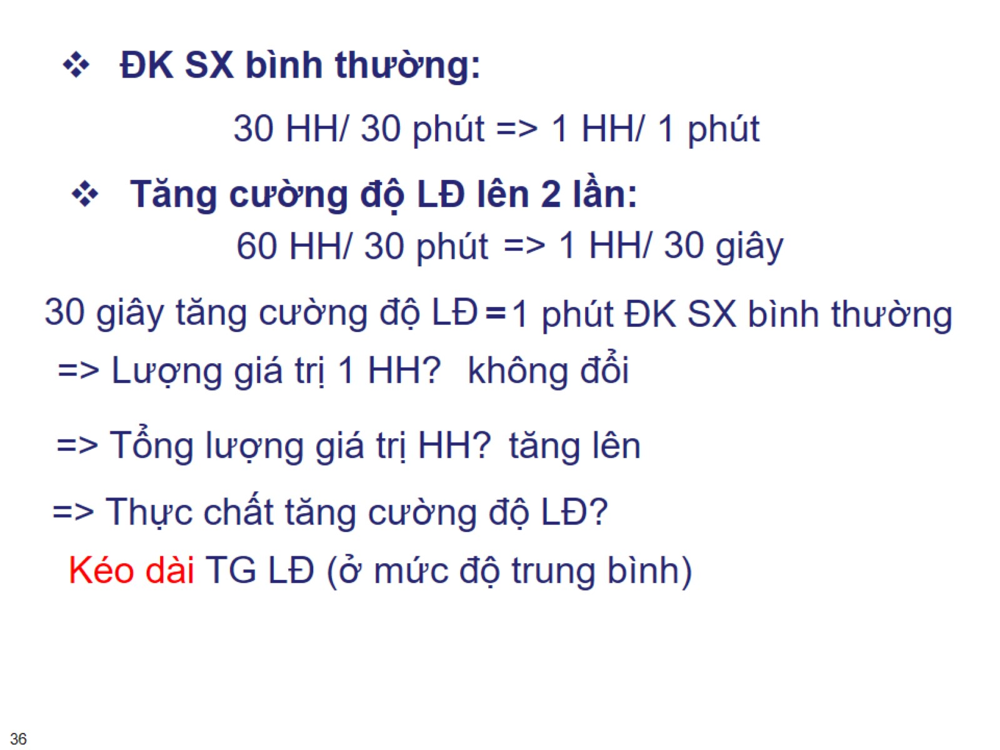 ❖ ĐK SX bình thường:
30 HH/ 30 phút => 1 HH/ 1 phút
❖ Tăng cường độ LĐ lên 2 lần:
60 HH/ 30 phút => 1 HH/ 30 giây
30 giây tăng cường độ LĐ = 1 phút ĐK SX bình thường
=> Lượng giá trị 1 HH? không đổi
=> Tổng lượng giá trị HH? tăng lên
=> Thực chất tăng cường độ LĐ?
Kéo dài TG LĐ (ở mức độ trung bình)
36